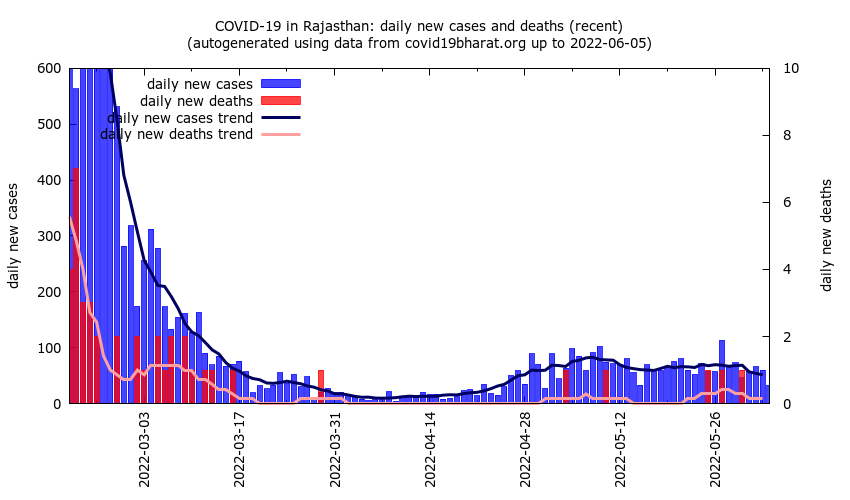 COVID-19 in Rajasthan: daily new cases and deaths (recent)
(autogenerated using data from covid19bharat.org up to 2022-06-05)
daily new cases
daily new deaths
daily new cases trend
daily new deaths trend
600
500
400
300
200
100
0
10
8
6
4
2
0
daily new cases
daily new deaths
2022-03-03
2022-03-17
2022-03-31
2022-04-14
2022-04-28
2022-05-12
2022-05-26